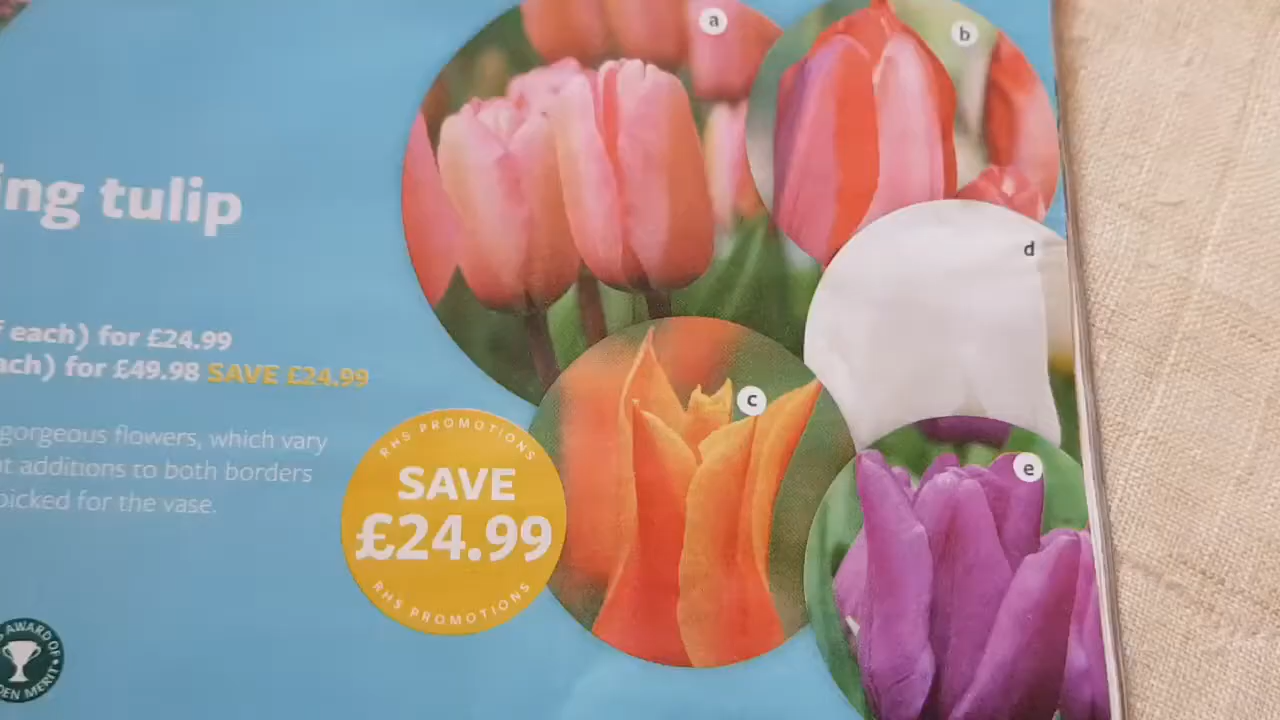 a
b
ing tulip
d
each) for £24.99
ach) for £49.98 SAVE £24.99
c
gorgeous flowers, which vary
at additions to both borders
picked for the vase.
RHS PROMOTIONS
SAVE
£24.99
RHS PROMOTIONS
e
AWARD OF
DEN MERIT